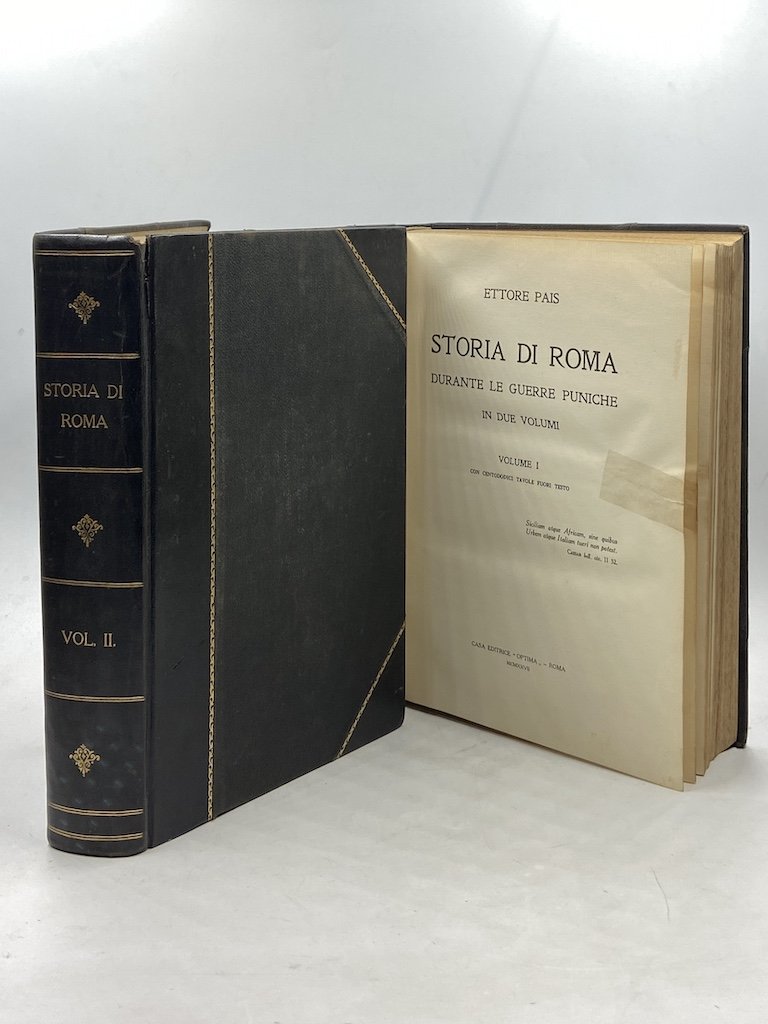 STORIA DI
ROMA
VOL. II.
ETTORE PAIS
STORIA DI ROMA
DURANTE LE GUERRE PUNICHE
IN DUE VOLUMI
VOLUME I
CON CENTODODICI TAVOLE FUORI TESTO
Siciliam atque Africam, sine quibus
Urbem atque Italiam tueri non potest.
Caesar bell. civ. II 32.
CASA EDITRICE "OPTIMA„ - ROMA
MCMXXVII